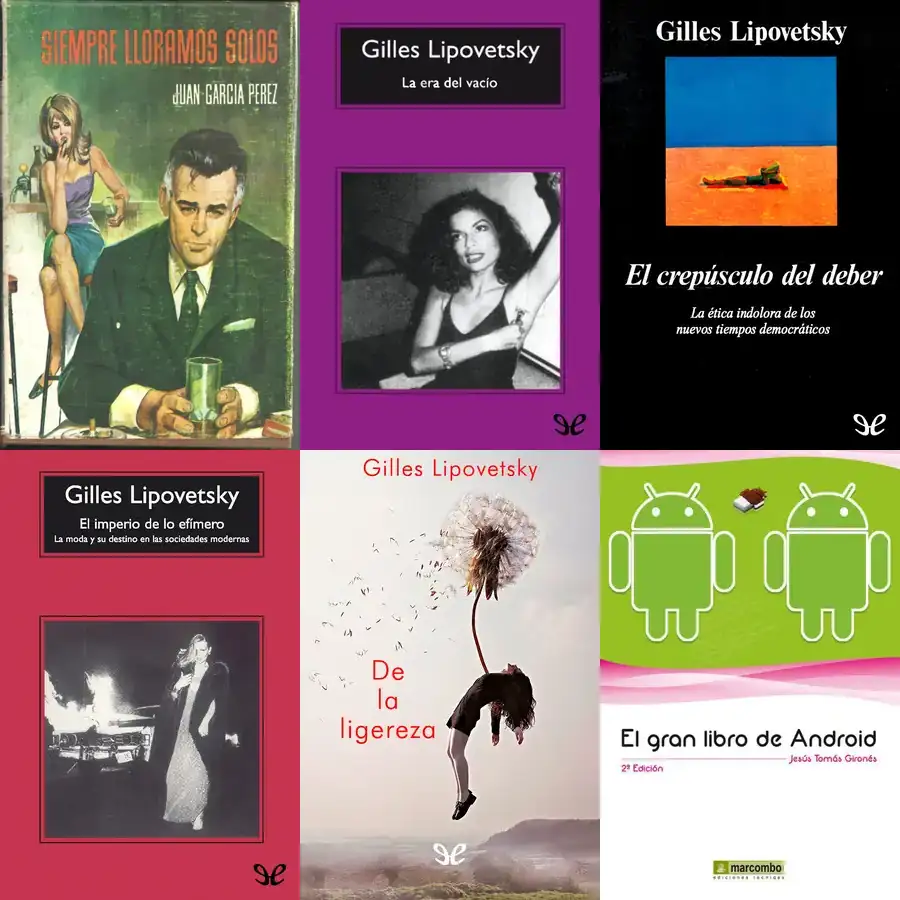 SIEMPRE LLORAMOS SOLOS
JUAN GARCIA PEREZ
Gilles Lipovetsky
La era del vacío
Gilles Lipovetsky
El crepúsculo del deber
La ética indolora de los
nuevos tiempos democráticos
Gilles Lipovetsky
El imperio de lo efímero
La moda y su destino en las sociedades modernas
Gilles Lipovetsky
De
la
ligereza
El gran libro de Android
Jesús Tomás Gironés
2ª Edición
marcombo
ediciones técnicas